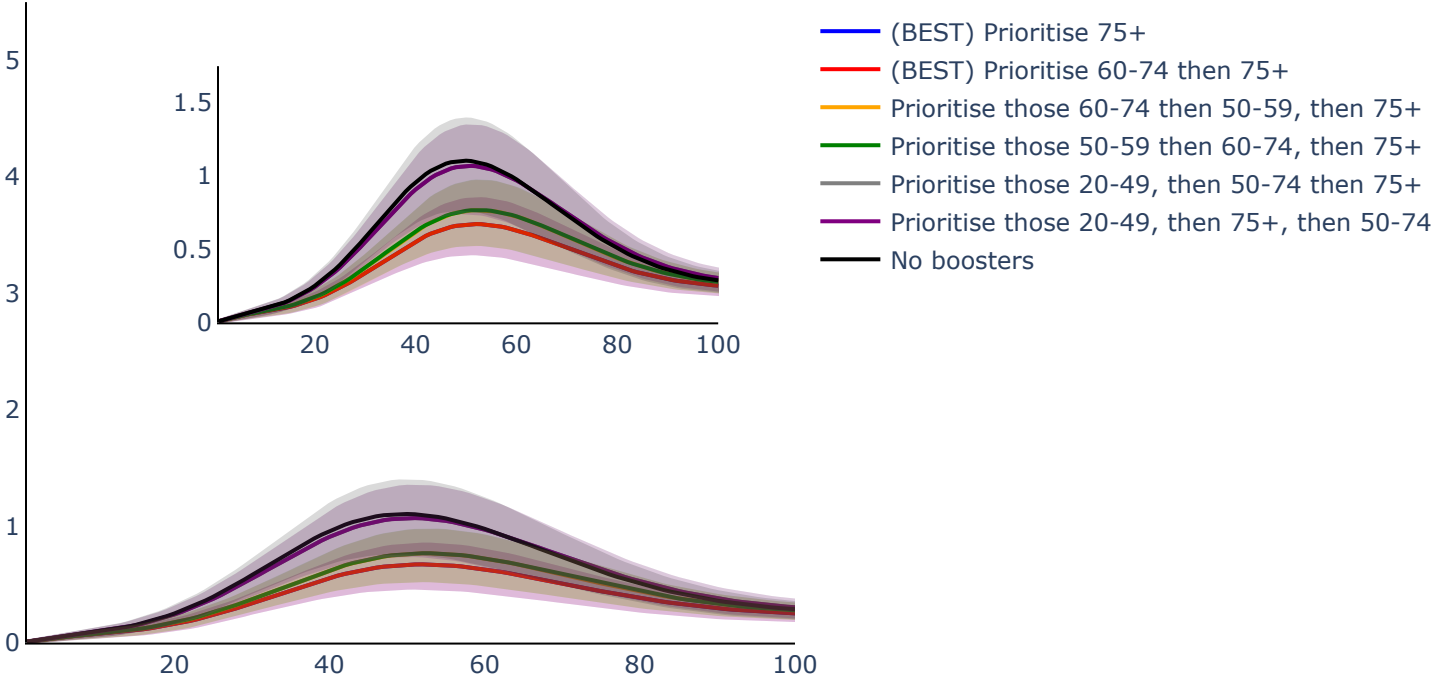 5
4
3
2
1
0
20
40
60
80
100
1.5
1
0.5
0
20
40
60
80
100
(BEST) Prioritise 75+
(BEST) Prioritise 60-74 then 75+
Prioritise those 60-74 then 50-59, then 75+
Prioritise those 50-59 then 60-74, then 75+
Prioritise those 20-49, then 50-74 then 75+
Prioritise those 20-49, then 75+, then 50-74
No boosters